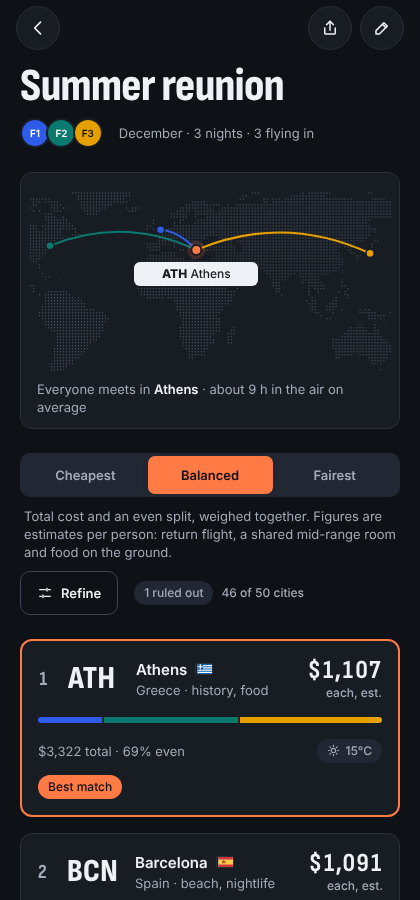 Summer reunion
F1 F2 F3 December · 3 nights · 3 flying in
ATH Athens
Everyone meets in Athens · about 9 h in the air on
average
Cheapest Balanced Fairest
Total cost and an even split, weighed together. Figures are
estimates per person: return flight, a shared mid-range room
and food on the ground.
Refine 1 ruled out 46 of 50 cities
1 ATH Athens $1,107
Greece · history, food each, est.
$3,322 total · 69% even 15°C
Best match
2 BCN Barcelona $1,091
Spain · beach, nightlife each, est.